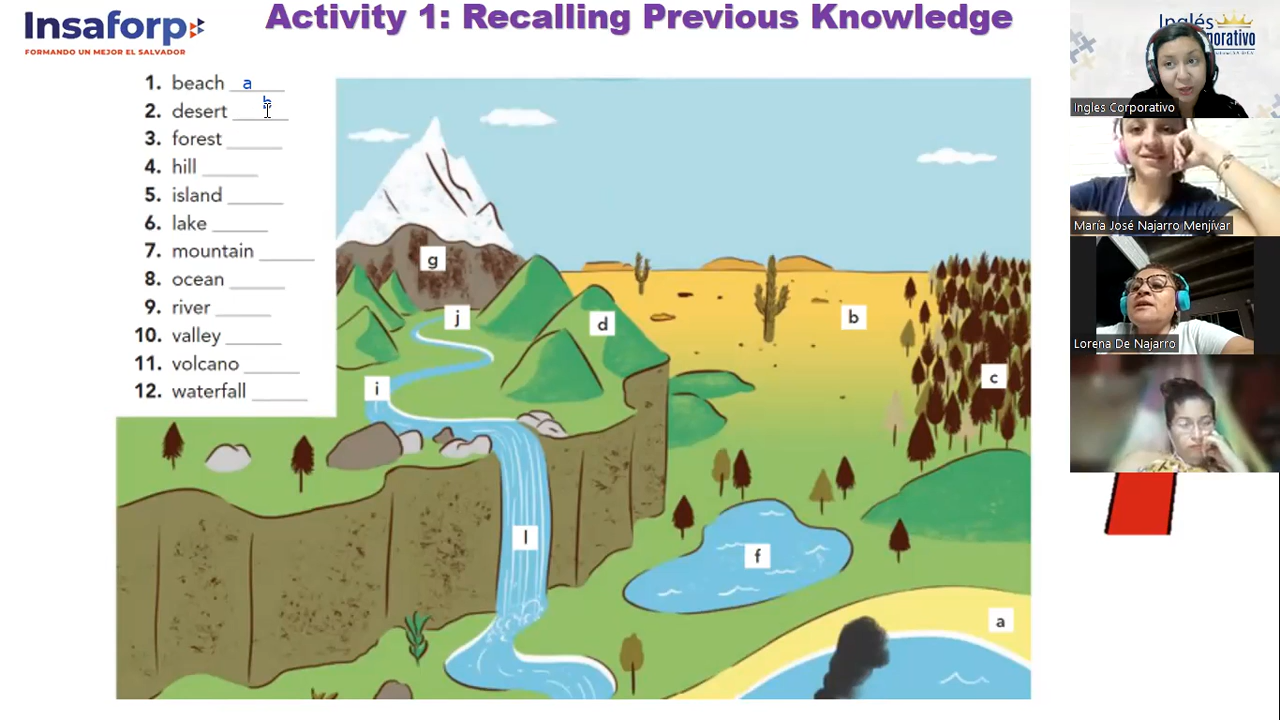 Insaforp
FORMANDO UN MEJOR EL SALVADOR
Activity 1: Recalling Previous Knowledge
1. beach a
2. desert b
3. forest
4. hill
5. island
6. lake
7. mountain
8. ocean
9. river
10. valley
11. volcano
12. waterfall
g
j
d
b
i
c
l
f
a
Inglés
orativo
Ingles Corporativo
María José Najarro Menjívar
Lorena De Najarro